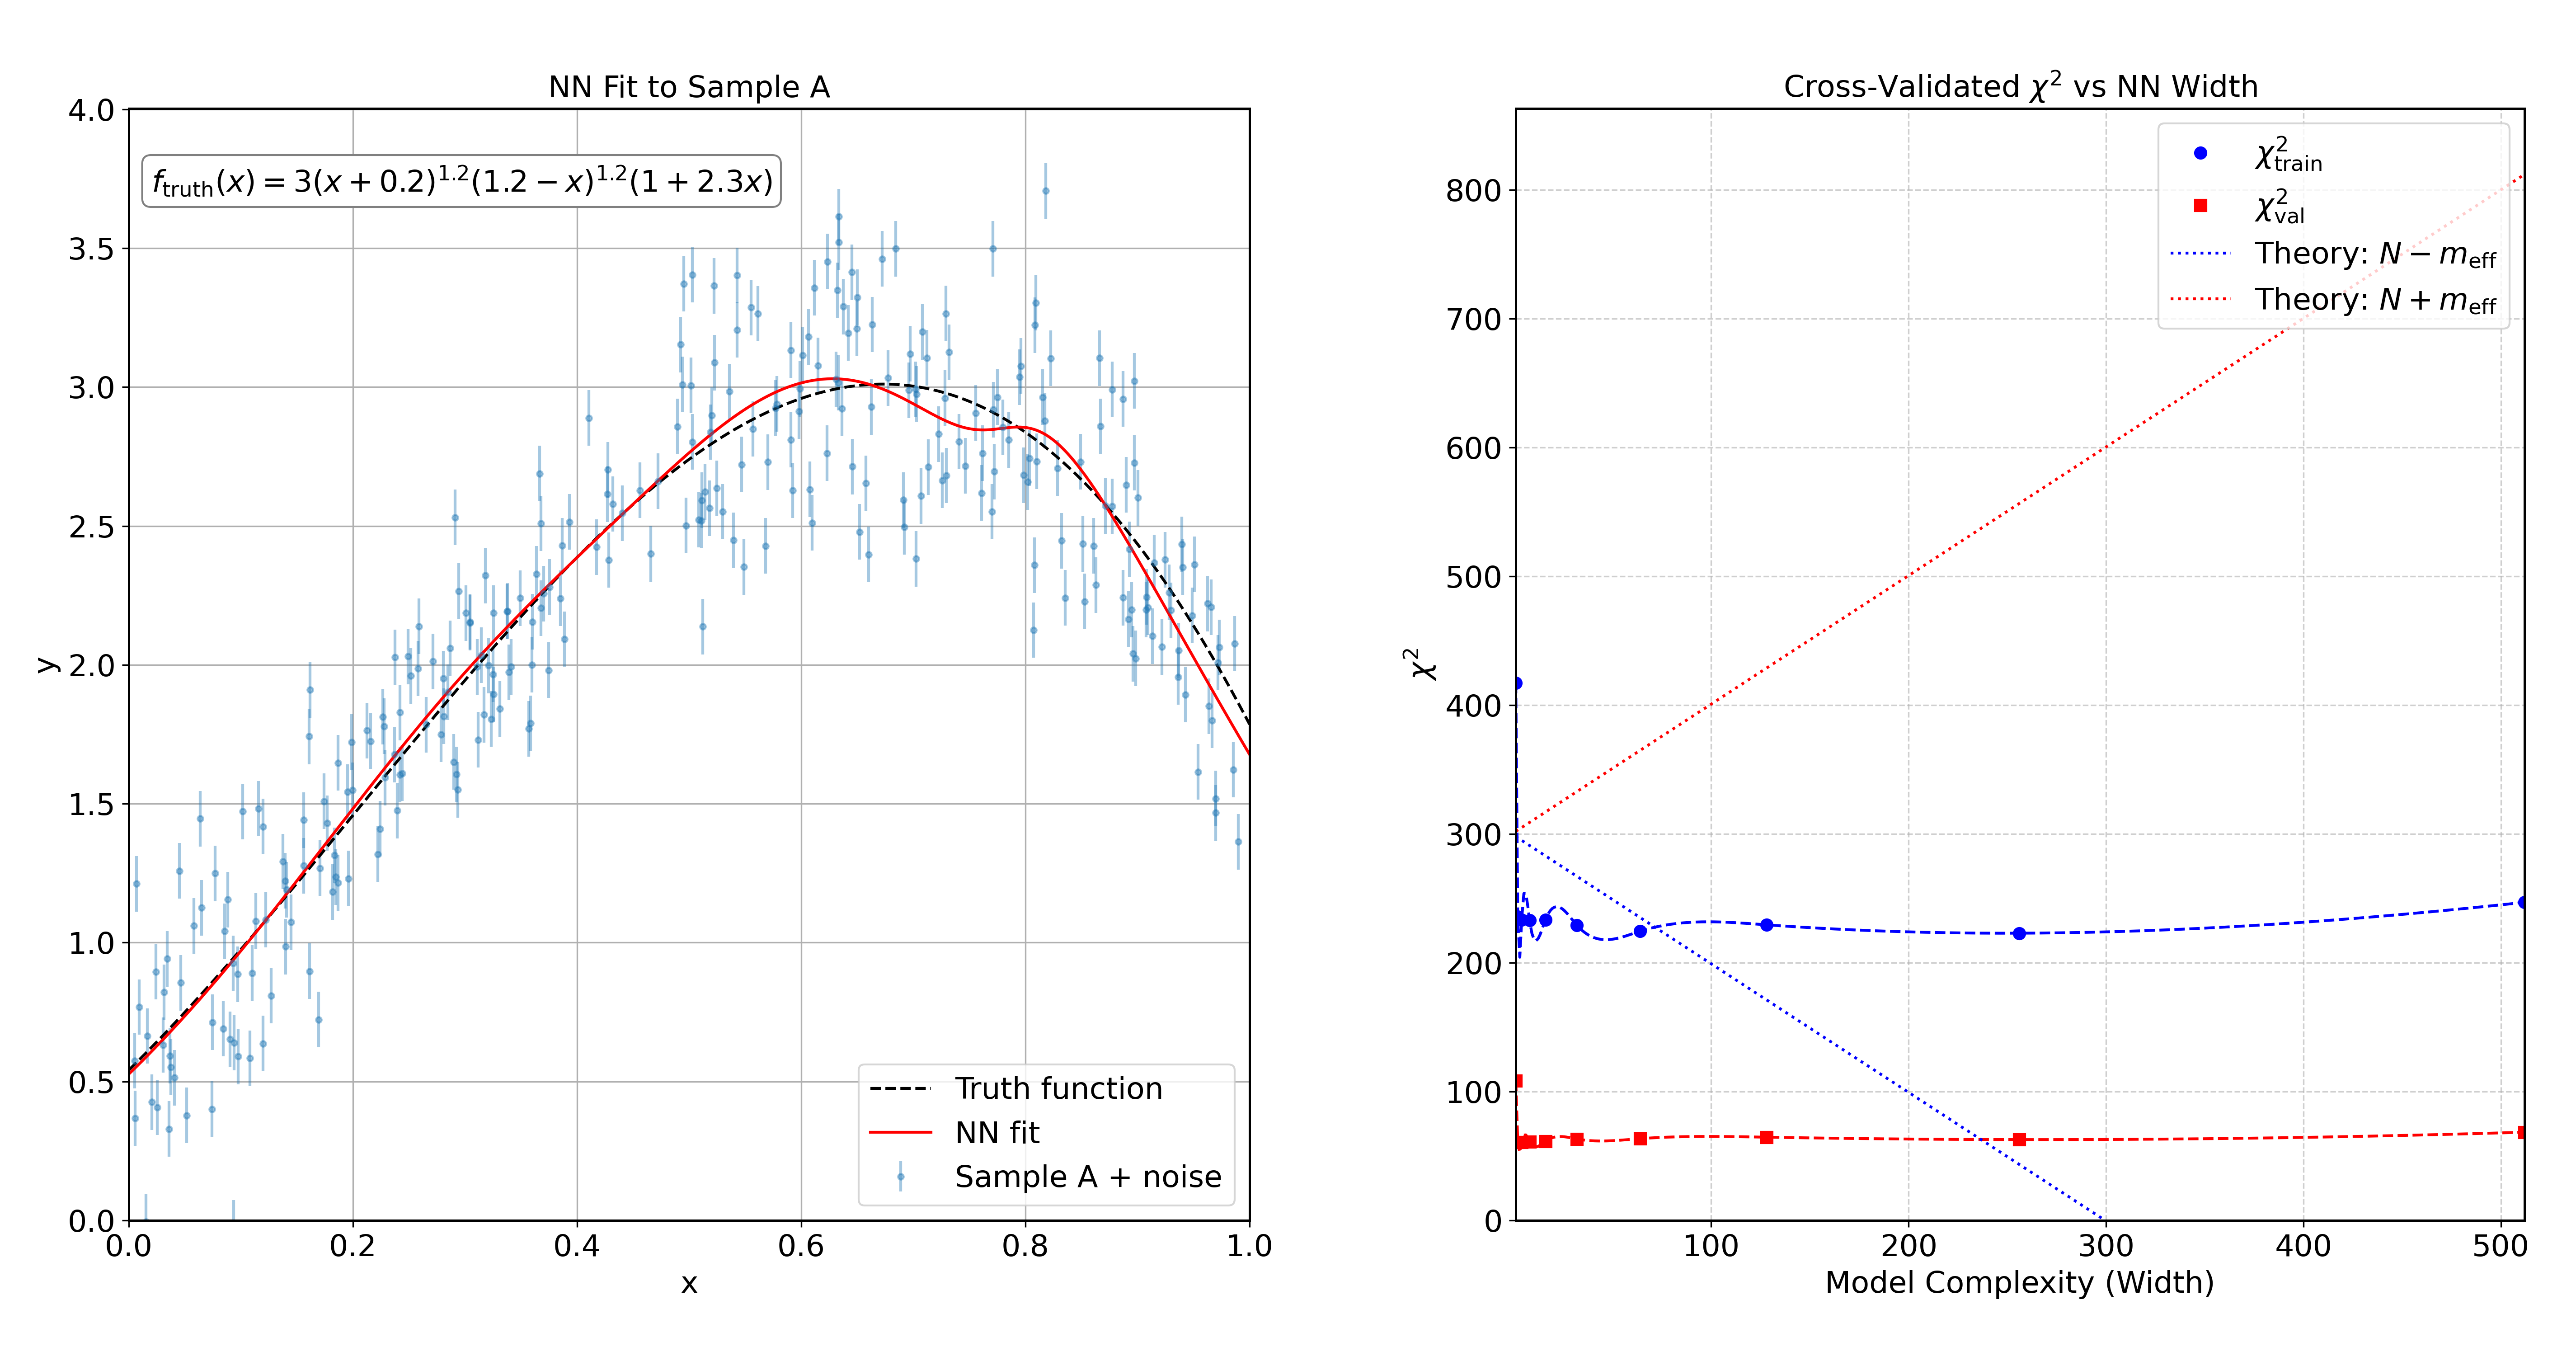 NN Fit to Sample A
4.0
3.5
3.0
2.5
2.0
1.5
1.0
0.5
0.0
y
f_truth(x) = 3(x + 0.2)^1.2(1.2 − x)^1.2(1 + 2.3x)
Truth function
NN fit
Sample A + noise
0.0 0.2 0.4 0.6 0.8 1.0
x
Cross-Validated χ² vs NN Width
800
700
600
500
400
300
200
100
0
χ²
χ²_train
χ²_val
Theory: N − m_eff
Theory: N + m_eff
100 200 300 400 500
Model Complexity (Width)